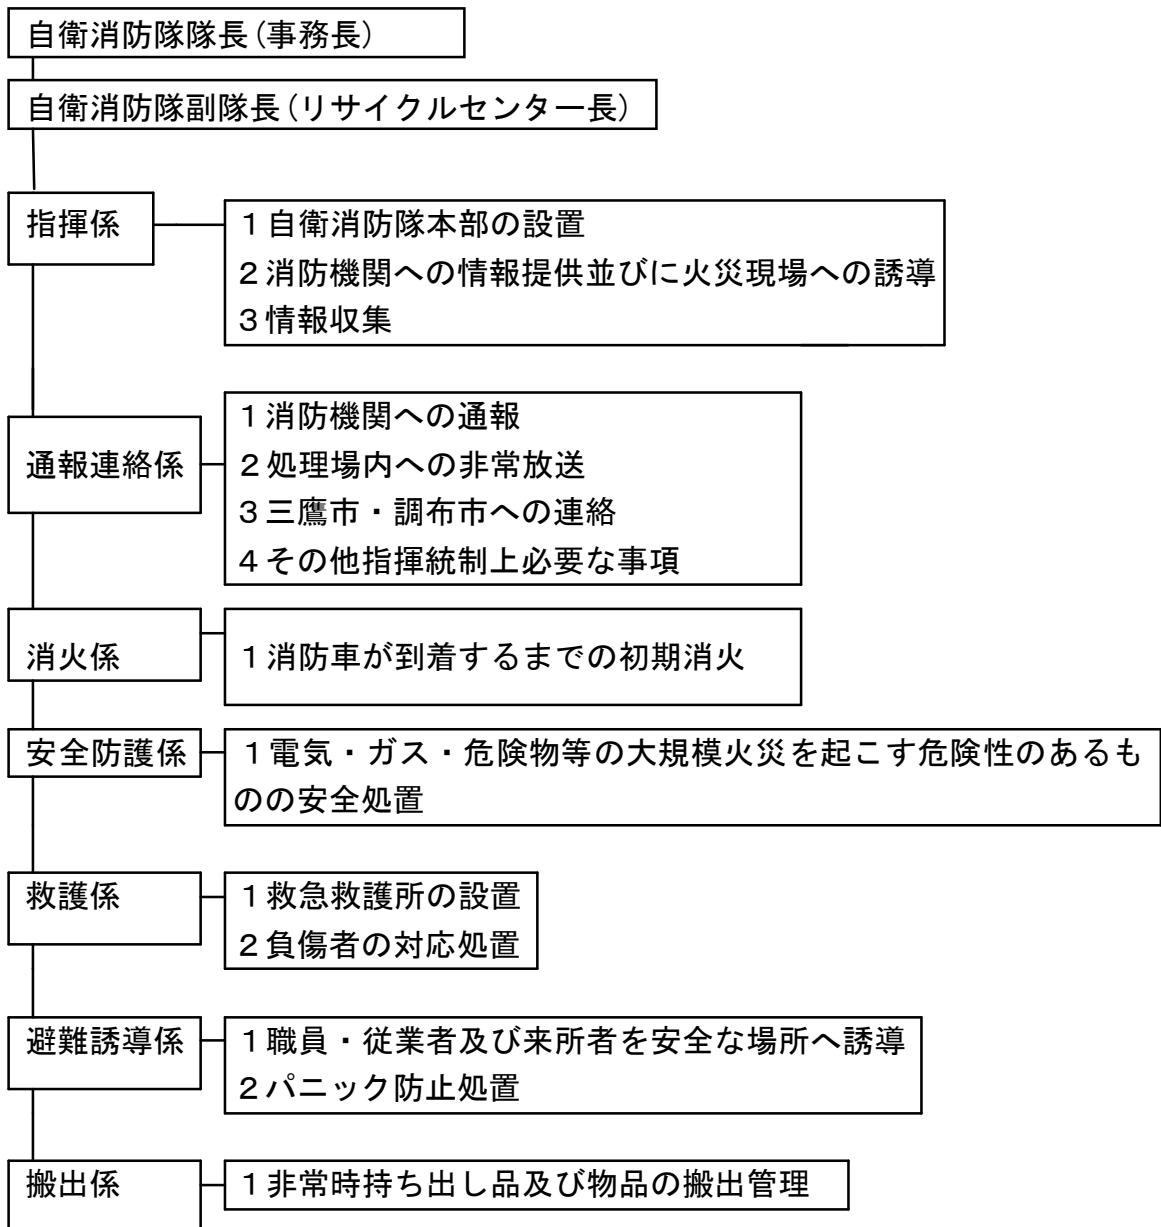 自衛消防隊隊長(事務長)
自衛消防隊副隊長(リサイクルセンター長)
指揮係
1自衛消防隊本部の設置
2消防機関への情報提供並びに火災現場への誘導
3情報収集
通報連絡係
1消防機関への通報
2処理場内への非常放送
3三鷹市・調布市への連絡
4その他指揮統制上必要な事項
消火係
1消防車が到着するまでの初期消火
安全防護係
1電気・ガス・危険物等の大規模火災を起こす危険性のあるも
のの安全処置
救護係
1救急救護所の設置
2負傷者の対応処置
避難誘導係
1職員・従業者及び来所者を安全な場所へ誘導
2パニック防止処置
搬出係
1非常時持ち出し品及び物品の搬出管理